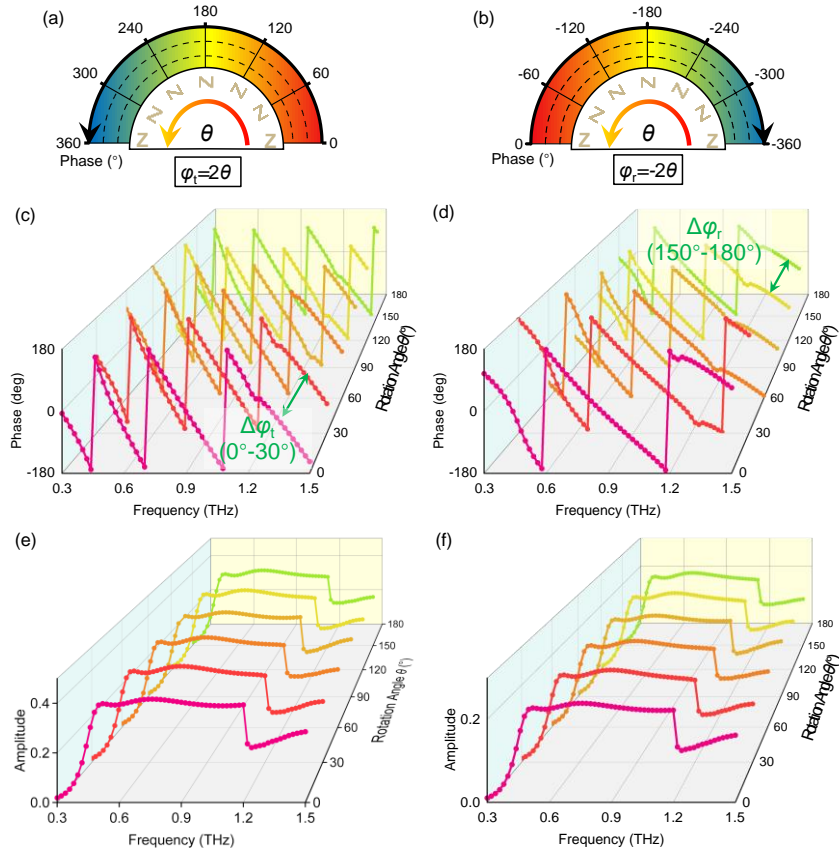 (a)
180
240
120
300
60
360
0
Phase (°)
Z Z Z Z Z Z Z
θ
φt=2θ
(b)
-180
-120
-240
-60
-300
0
-360
Phase (°)
Z Z Z Z Z Z Z
θ
φr=-2θ
(c)
180
0
-180
Phase (deg)
0.3 0.6 0.9 1.2 1.5
Frequency (THz)
0
30
60
90
120
150
180
Rotation Angle θ(°)
Δφt
(0°-30°)
(d)
180
0
-180
Phase (deg)
0.3 0.6 0.9 1.2 1.5
Frequency (THz)
0
30
60
90
120
150
180
Rotation Angle θ(°)
Δφr
(150°-180°)
(e)
0.4
0.2
0.0
Amplitude
0.3 0.6 0.9 1.2 1.5
Frequency (THz)
0
30
60
90
120
150
180
Rotation Angle θ (°)
(f)
0.2
0.0
Amplitude
0.3 0.6 0.9 1.2 1.5
Frequency (THz)
0
30
60
90
120
150
180
Rotation Angle θ(°)